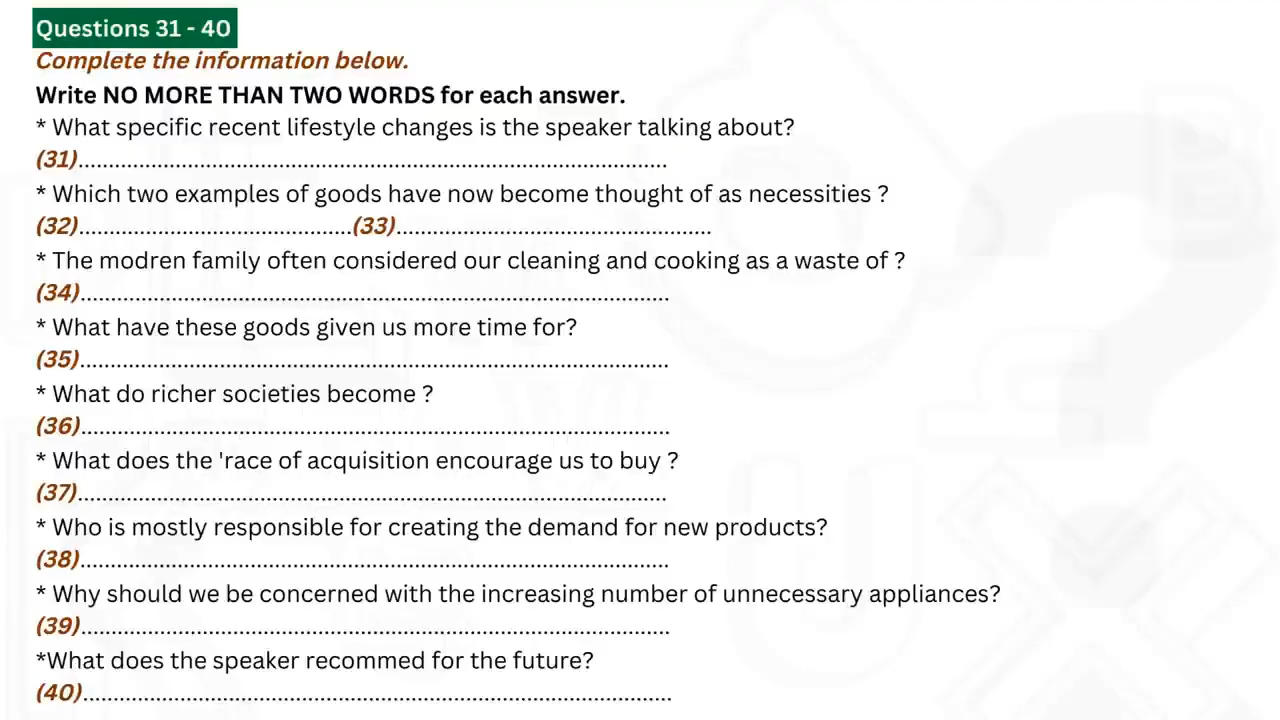 Questions 31 - 40
Complete the information below.
Write NO MORE THAN TWO WORDS for each answer.
* What specific recent lifestyle changes is the speaker talking about?
(31)...............................................................................
* Which two examples of goods have now become thought of as necessities ?
(32).....................................(33)..........................................
* The modren family often considered our cleaning and cooking as a waste of ?
(34)...............................................................................
* What have these goods given us more time for?
(35)...............................................................................
* What do richer societies become ?
(36)...............................................................................
* What does the 'race of acquisition encourage us to buy ?
(37)...............................................................................
* Who is mostly responsible for creating the demand for new products?
(38)...............................................................................
* Why should we be concerned with the increasing number of unnecessary appliances?
(39)...............................................................................
*What does the speaker recommed for the future?
(40)...............................................................................